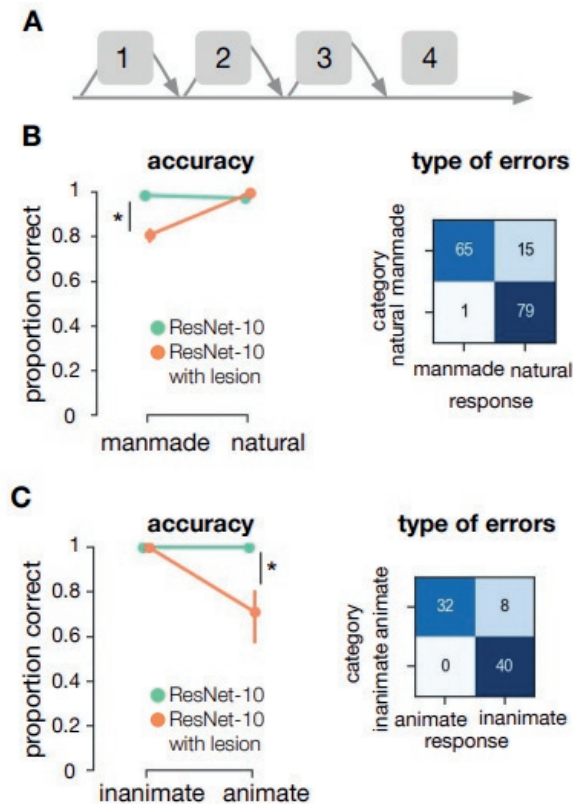 A
1 2 3 4
B
accuracy
type of errors
proportion correct
1
0.8
0.6
0.4
0.2
0
*
ResNet-10
ResNet-10
with lesion
manmade natural
category
natural manmade
65 15
1 79
manmade natural
response
C
accuracy
type of errors
proportion correct
1
0.8
0.6
0.4
0.2
0
*
ResNet-10
ResNet-10
with lesion
inanimate animate
category
inanimate animate
32 8
0 40
animate inanimate
response